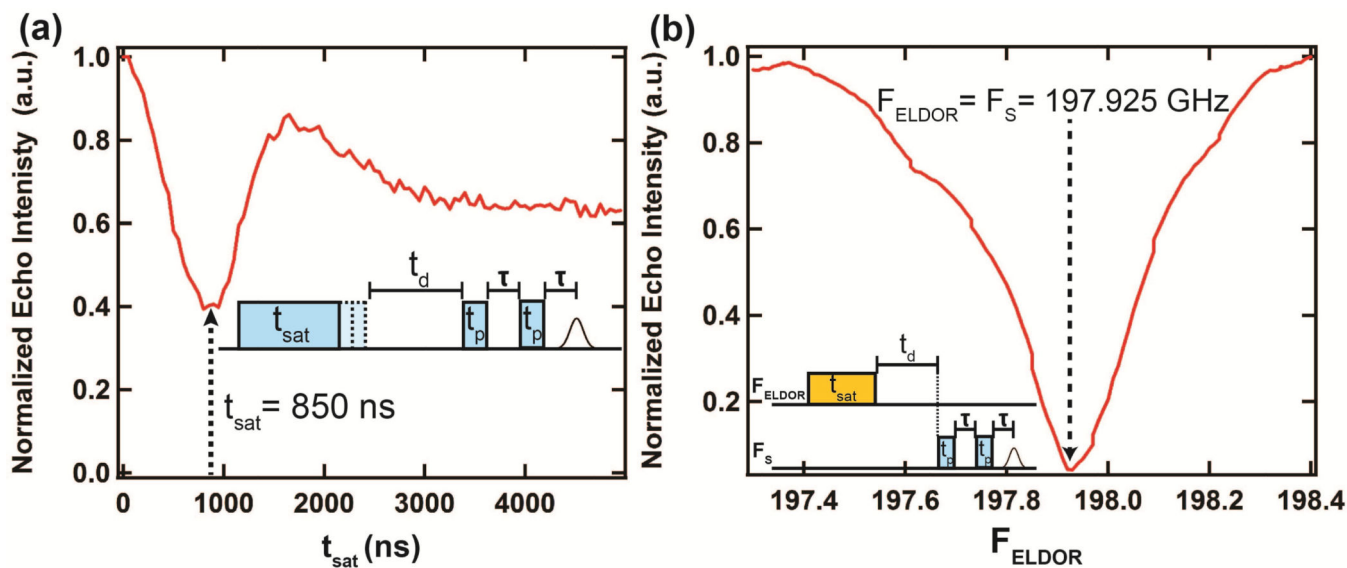 (a)
Normalized Echo Intenisty (a.u.)
1.0
0.8
0.6
0.4
0.2
0.0
t_d
τ τ
t_sat t_p t_p
t_sat= 850 ns
0 1000 2000 3000 4000
t_sat (ns)
(b)
Normalized Echo Intensity (a.u.)
1.0
0.8
0.6
0.4
0.2
F_ELDOR= F_S= 197.925 GHz
t_d
F_ELDOR t_sat
τ τ
F_S t_p t_p
197.4 197.6 197.8 198.0 198.2 198.4
F_ELDOR